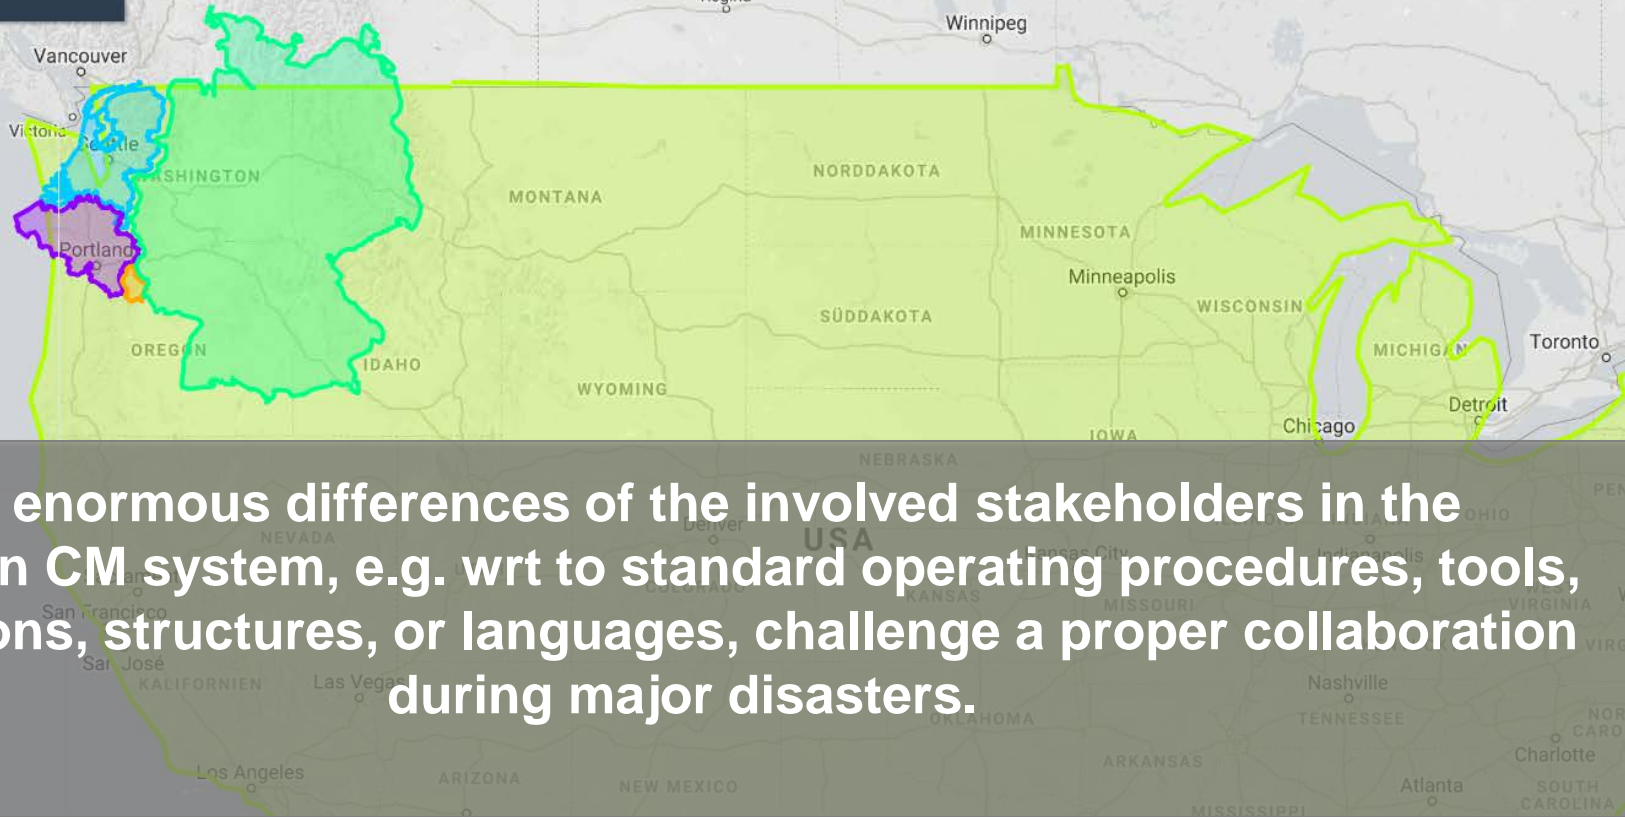 Winnipeg
Vancouver
Victoria
Seattle
WASHINGTON
MONTANA
NORDDAKOTA
MINNESOTA
Portland
Minneapolis
WISCONSIN
SÜDDAKOTA
OREGON
IDAHO
WYOMING
MICHIGAN
Toronto
Detroit
Chicago
IOWA
NEBRASKA
enormous differences of the involved stakeholders in the
n CM system, e.g. wrt to standard operating procedures, tools,
ons, structures, or languages, challenge a proper collaboration
during major disasters.
Denver
USA
OHIO
NEVADA
Kansas City
Indianapolis
COLORADO
KANSAS
MISSOURI
WEST
VIRGINIA
San Francisco
San José
KALIFORNIEN
Las Vegas
Nashville
TENNESSEE
OKLAHOMA
Charlotte
Los Angeles
ARIZONA
NEW MEXICO
ARKANSAS
Atlanta
SOUTH
CAROLINA
MISSISSIPPI